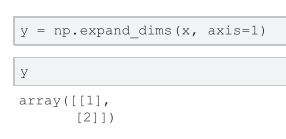 y = np.expand_dims(x, axis=1)
y
array([[1],
       [2]])